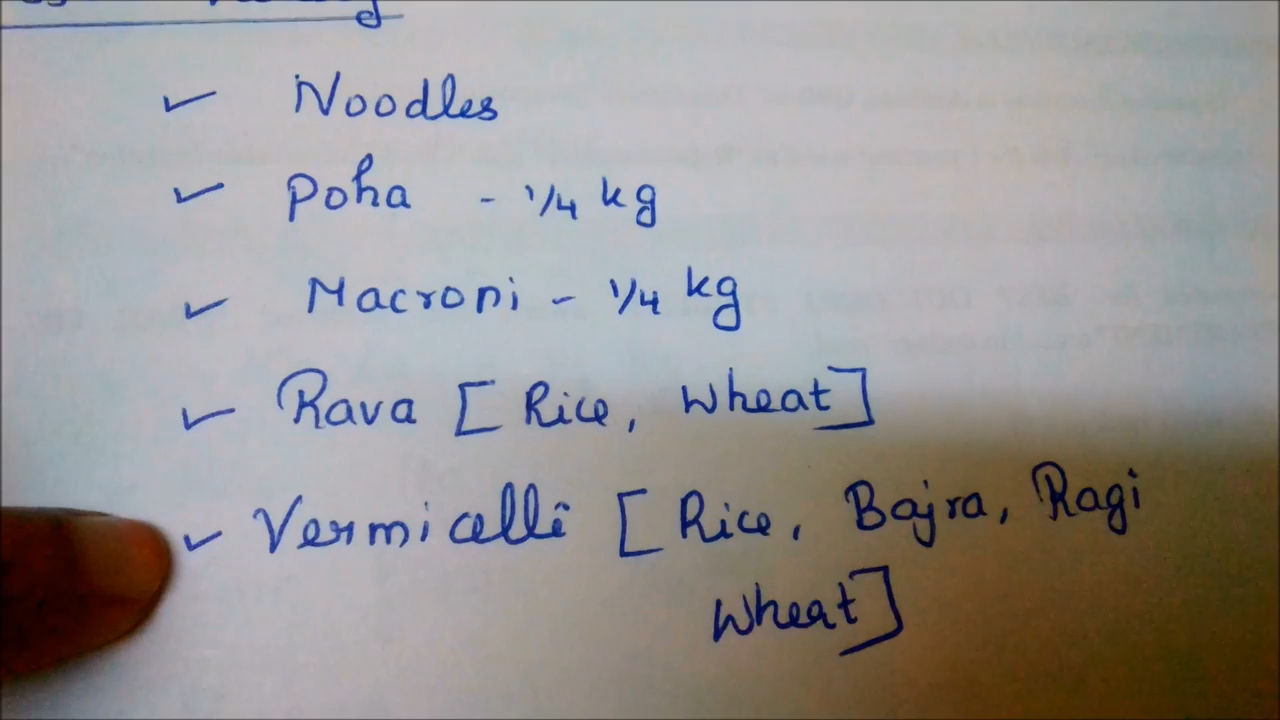 ✓ Noodles
✓ Poha - 1/4 kg
✓ Macroni - 1/4 kg
✓ Rava [ Rice, Wheat ]
✓ Vermicelli [ Rice, Bajra, Ragi
Wheat ]